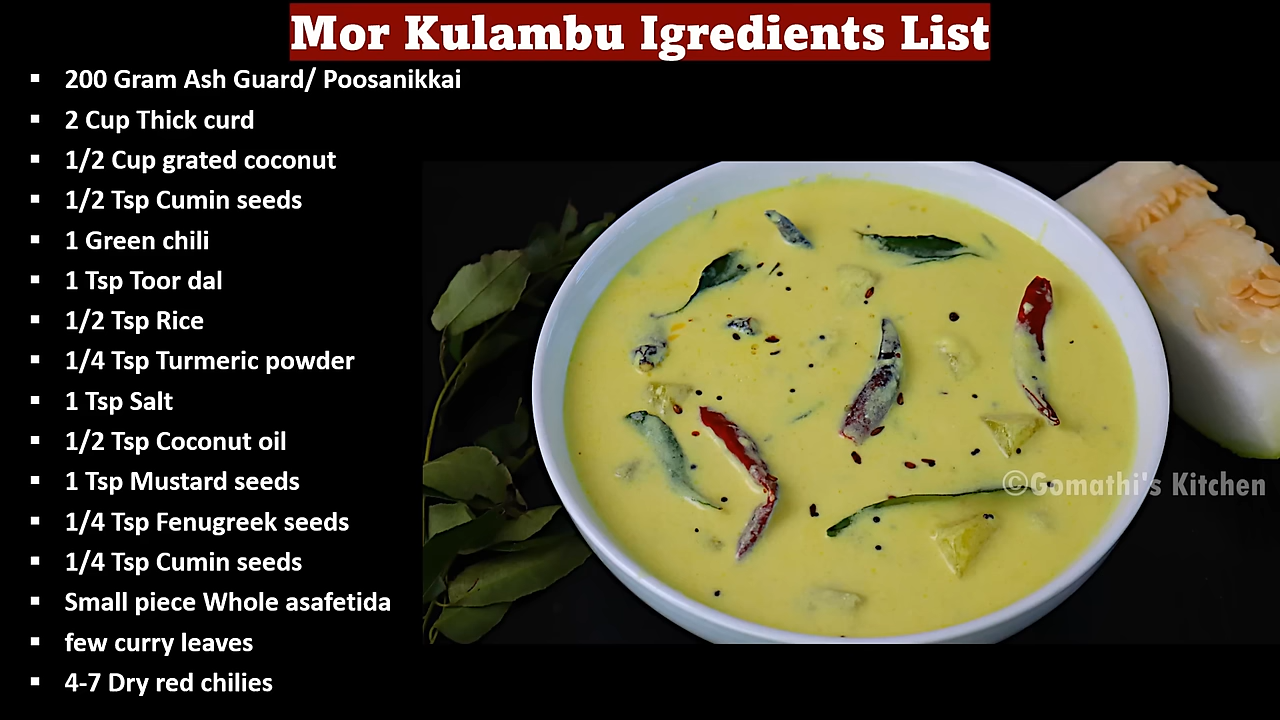 Mor Kulambu Igredients List
200 Gram Ash Guard/ Poosanikkai
2 Cup Thick curd
1/2 Cup grated coconut
1/2 Tsp Cumin seeds
1 Green chili
1 Tsp Toor dal
1/2 Tsp Rice
1/4 Tsp Turmeric powder
1 Tsp Salt
1/2 Tsp Coconut oil
1 Tsp Mustard seeds
1/4 Tsp Fenugreek seeds
1/4 Tsp Cumin seeds
Small piece Whole asafetida
few curry leaves
4-7 Dry red chilies
©Gomathi's Kitchen